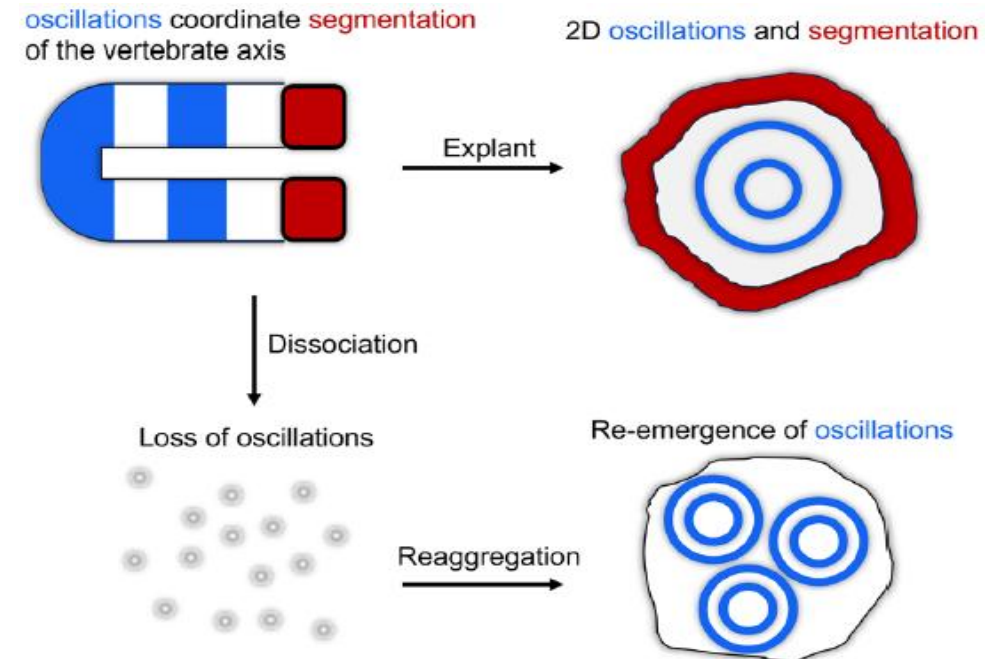 oscillations coordinate segmentation
of the vertebrate axis
2D oscillations and segmentation
Explant
Dissociation
Loss of oscillations
Re-emergence of oscillations
Reaggregation